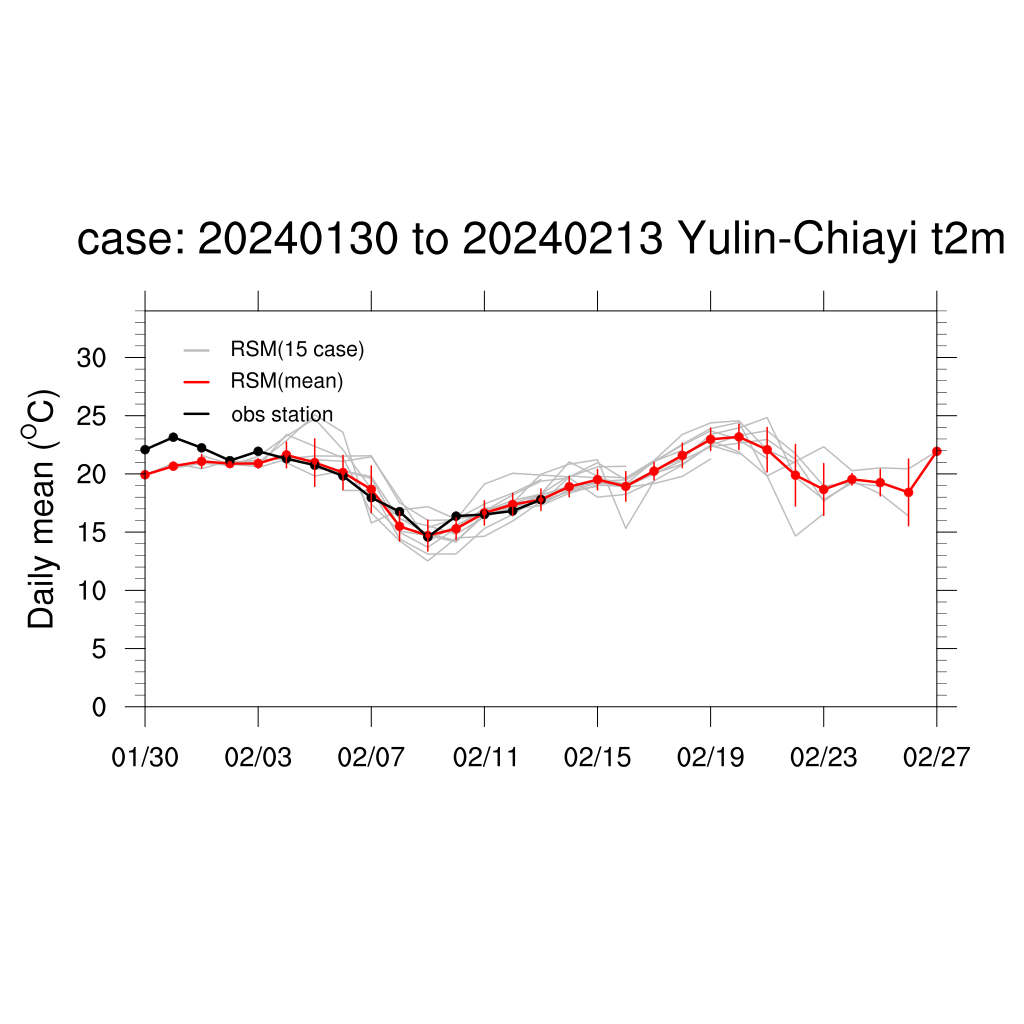 case: 20240130 to 20240213 Yulin-Chiayi t2m
RSM(15 case)
RSM(mean)
obs station
Daily mean (°C)
30
25
20
15
10
5
0
01/30 02/03 02/07 02/11 02/15 02/19 02/23 02/27